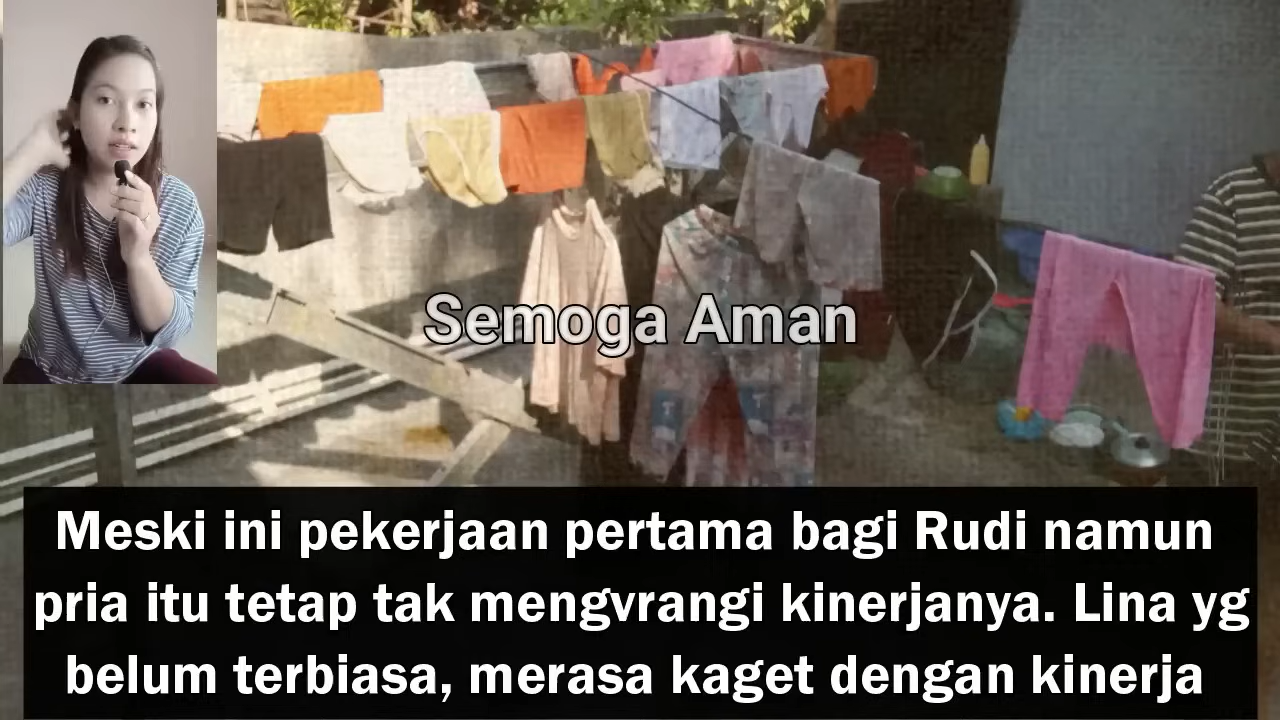 Semoga Aman
Meski ini pekerjaan pertama bagi Rudi namun
pria itu tetap tak mengvrangi kinerjanya. Lina yg
belum terbiasa, merasa kaget dengan kinerja